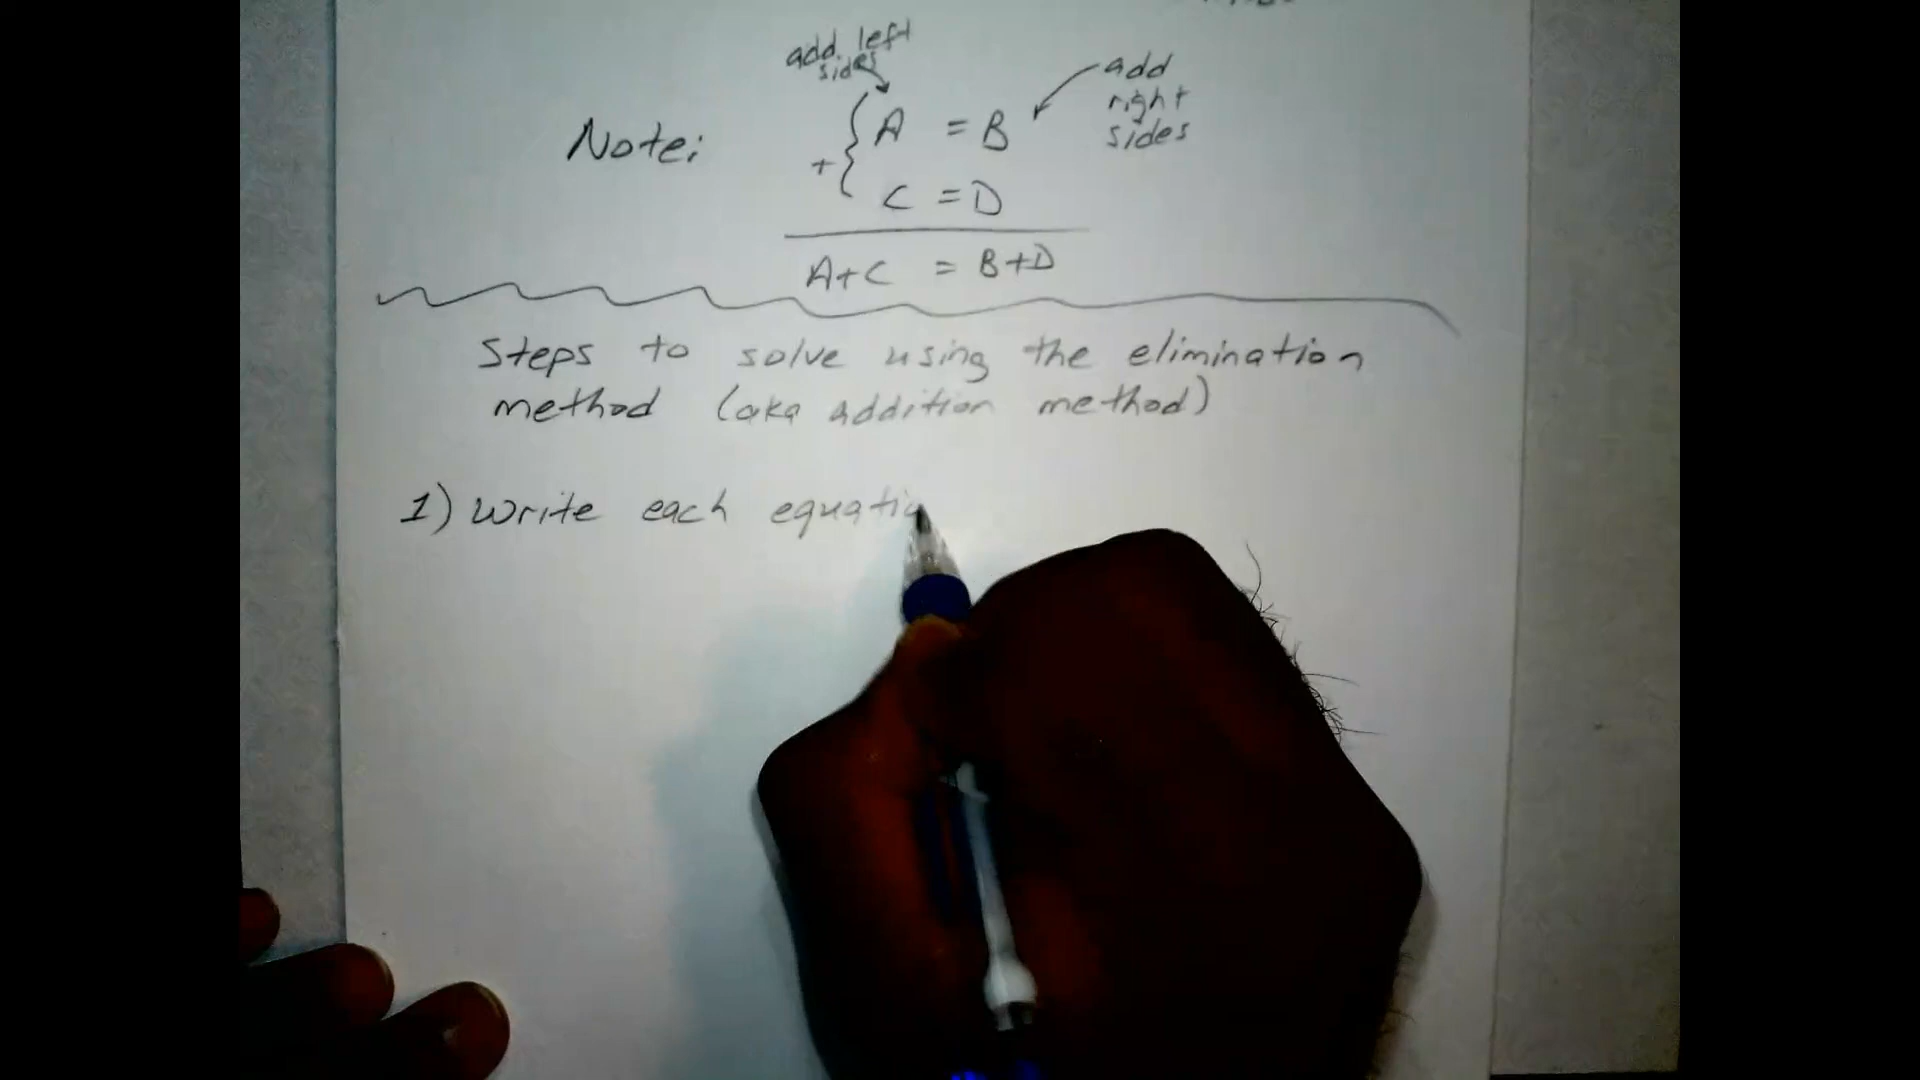 add left
sides
add
right
sides
Note:
+ { A = B
C = D
A+C = B+D
Steps to solve using the elimination
method (aka addition method)
1) Write each equatio